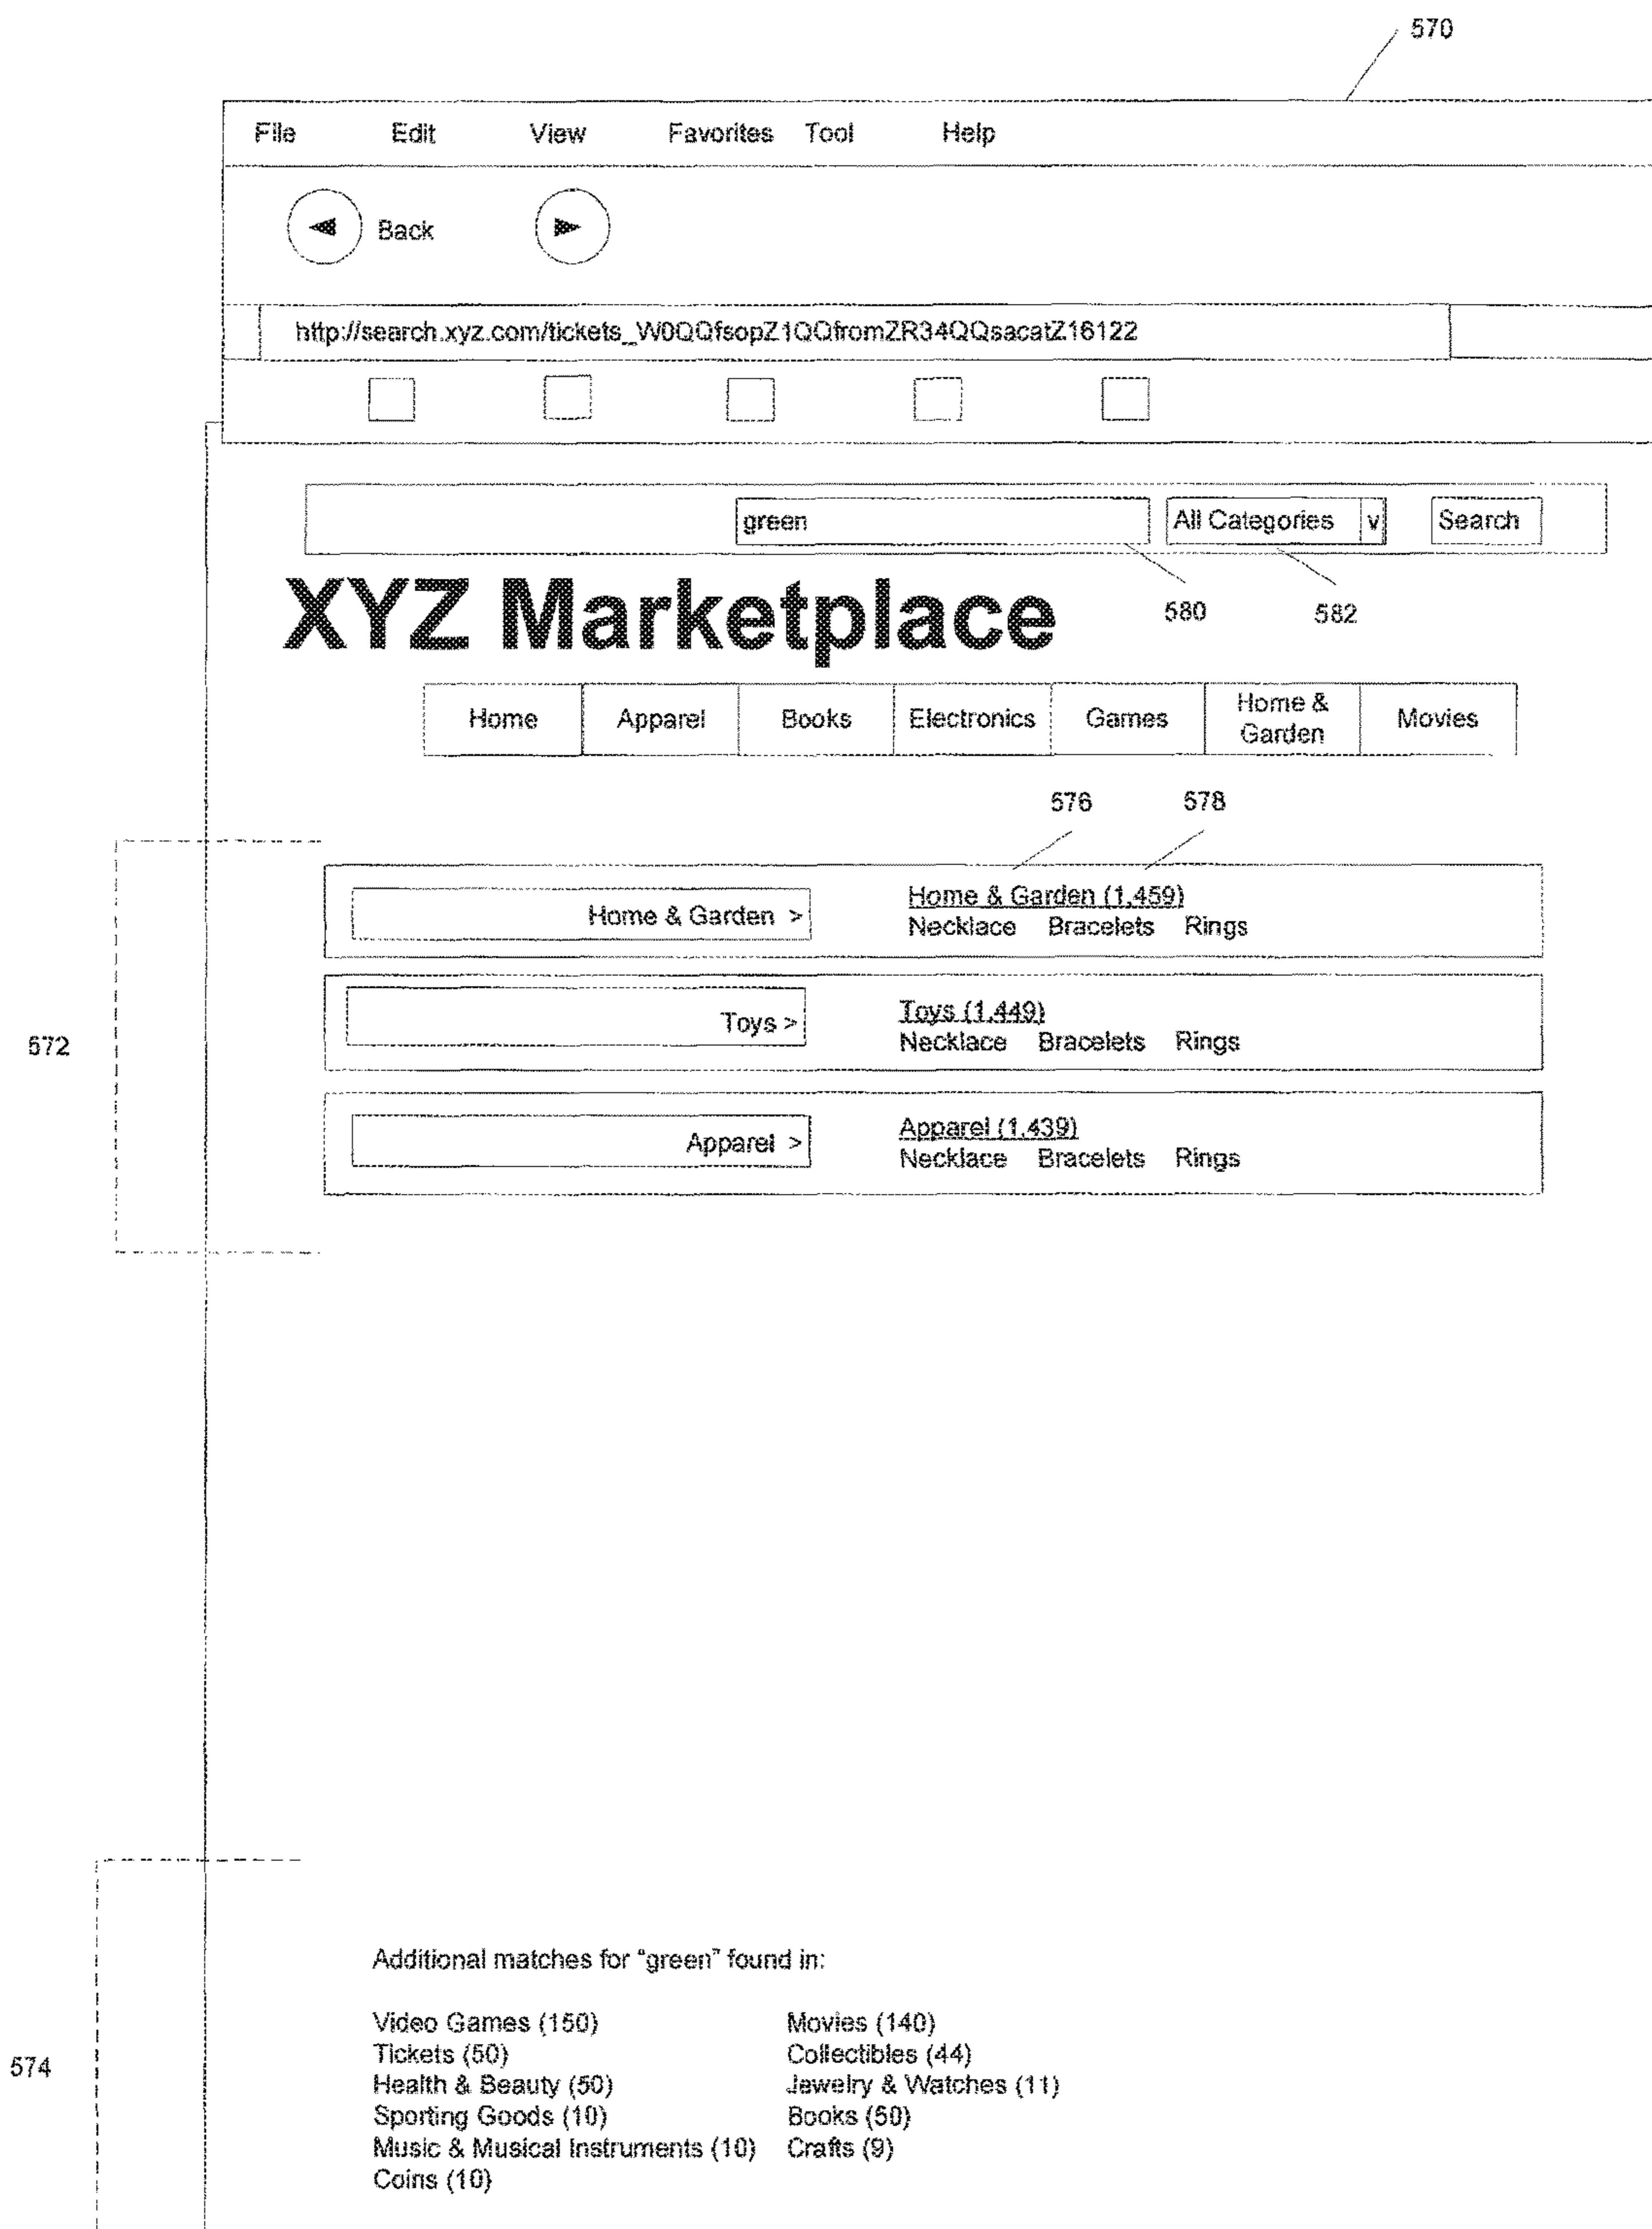 570
File Edit View Favorites Tool Help
Back
http://search.xyz.com/tickets_W0QQfsopZ1QQfromZR34QQsacatZ16122
green All Categories v Search
580 582
XYZ Marketplace
Home Apparel Books Electronics Games Home & Garden Movies
576 578
Home & Garden > Home & Garden (1,459)
Necklace Bracelets Rings
572
Toys > Toys (1,449)
Necklace Bracelets Rings
Apparel > Apparel (1,439)
Necklace Bracelets Rings
574
Additional matches for “green” found in:
Video Games (150) Movies (140)
Tickets (50) Collectibles (44)
Health & Beauty (50) Jewelry & Watches (11)
Sporting Goods (10) Books (50)
Music & Musical Instruments (10) Crafts (9)
Coins (10)